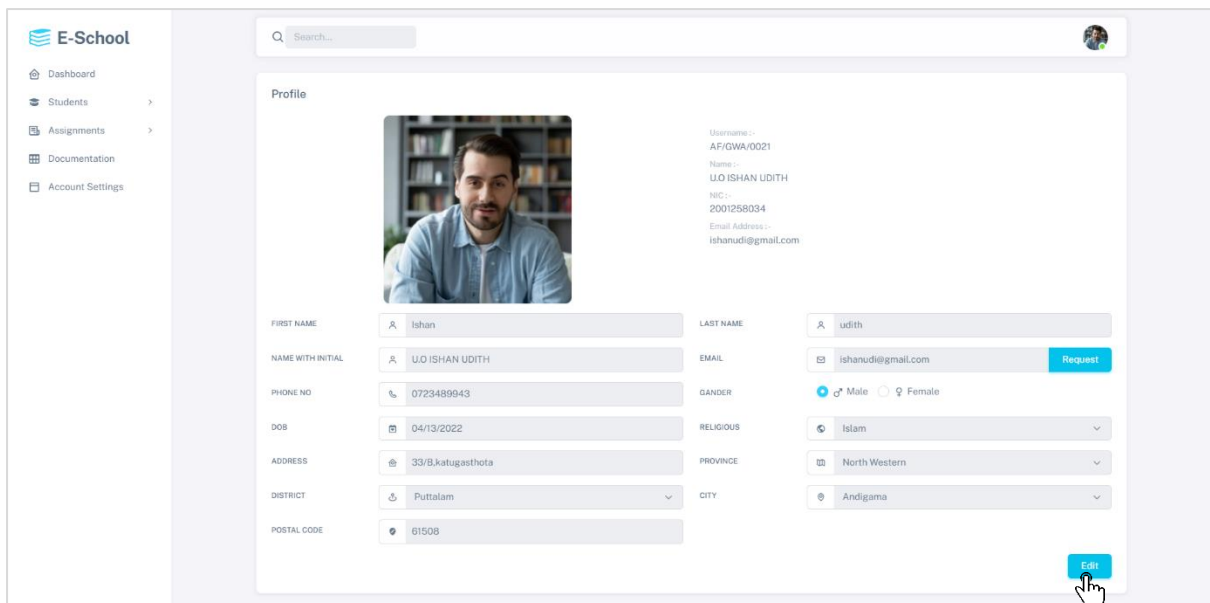 E-School
Search...
Dashboard
Students
Assignments
Documentation
Account Settings
Profile
Username :-
AF/GWA/0021
Name :-
U.O ISHAN UDITH
NIC :-
2001258034
Email Address :-
ishanudi@gmail.com
FIRST NAME Ishan LAST NAME udith
NAME WITH INITIAL U.O ISHAN UDITH EMAIL ishanudi@gmail.com Request
PHONE NO 0723489943 GANDER Male Female
DOB 04/13/2022 RELIGIOUS Islam
ADDRESS 33/B,katugasthota PROVINCE North Western
DISTRICT Puttalam CITY Andigama
POSTAL CODE 61508
Edit